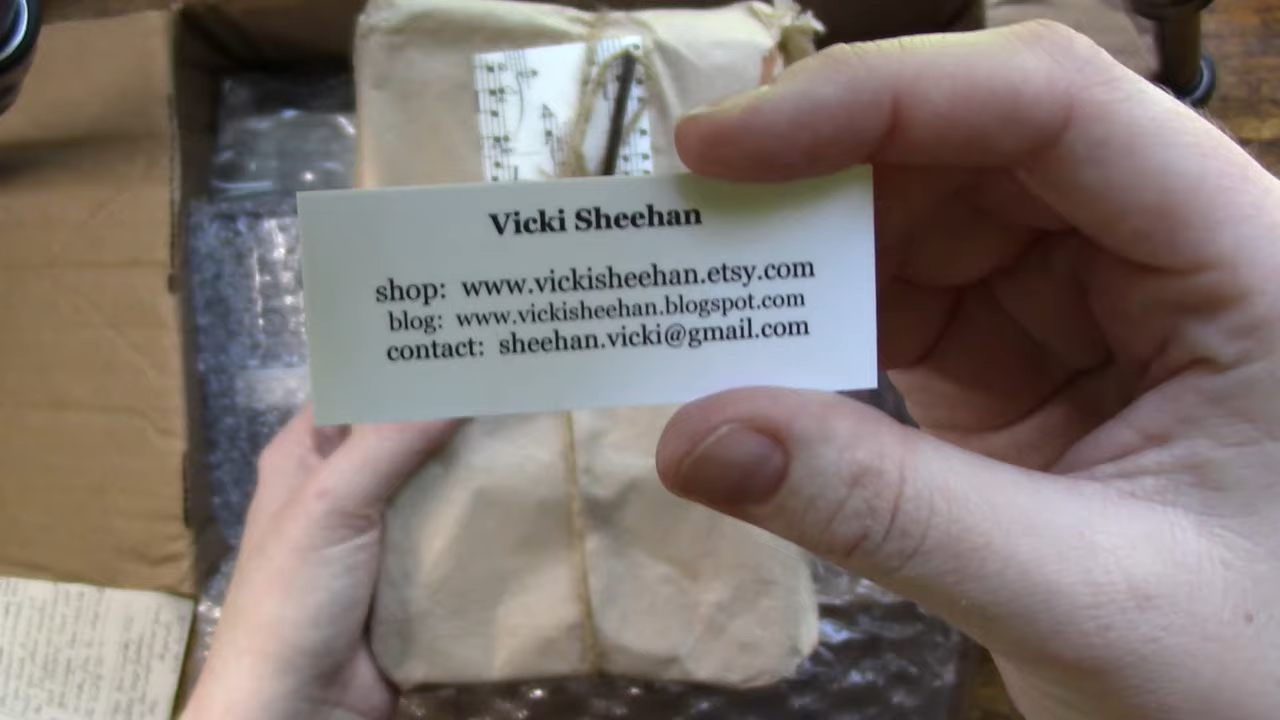 Vicki Sheehan
shop: www.vickisheehan.etsy.com
blog: www.vickisheehan.blogspot.com
contact: sheehan.vicki@gmail.com